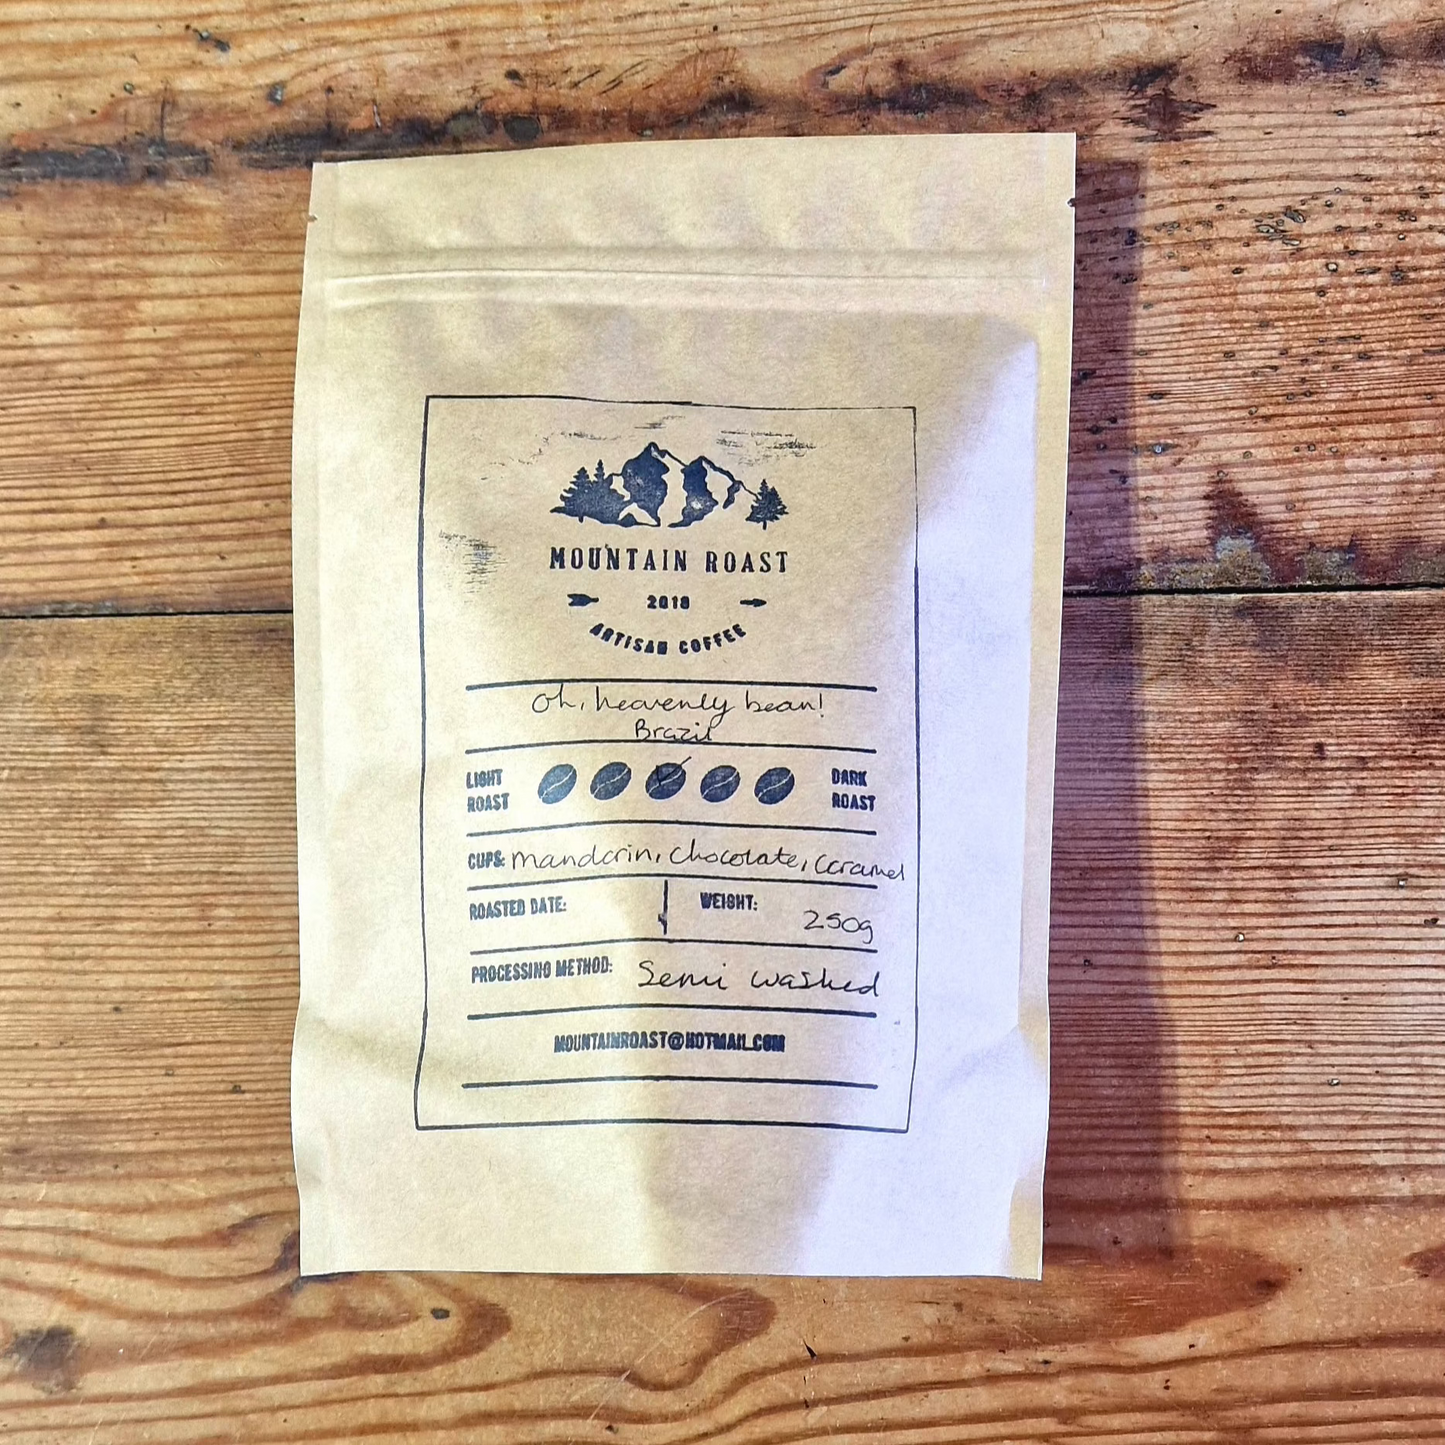 MOUNTAIN ROAST
2018
ARTISAN COFFEE
Oh, heavenly bean!
Brazil
LIGHT ROAST
DARK ROAST
CUPS: mandarin, chocolate, caramel
ROASTED DATE:
WEIGHT: 250g
PROCESSING METHOD: Semi washed
MOUNTAINROAST@HOTMAIL.COM